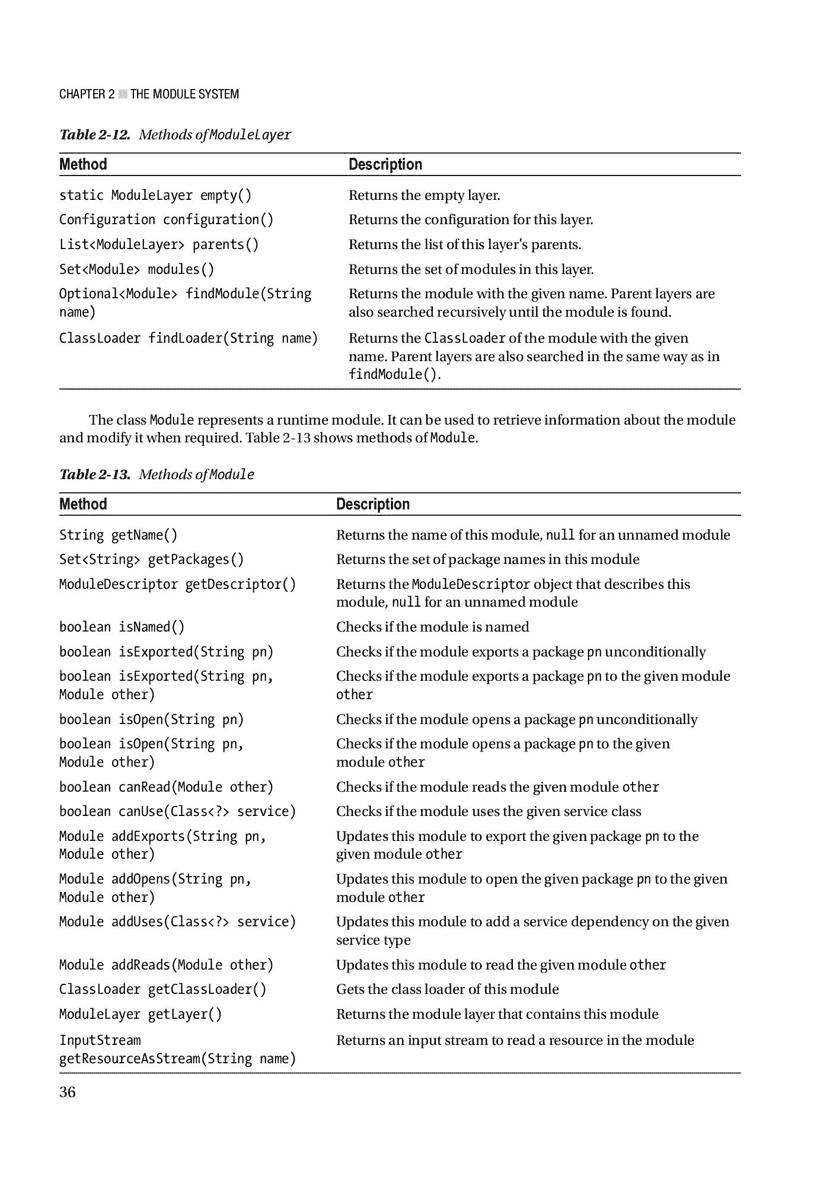 CHAPTER 2 ■ THE MODULE SYSTEM
Table 2-12. Methods of ModuleLayer
Method Description
static ModuleLayer empty() Returns the empty layer.
Configuration configuration() Returns the configuration for this layer.
List<ModuleLayer> parents() Returns the list of this layer's parents.
Set<Module> modules() Returns the set of modules in this layer.
Optional<Module> findModule(String Returns the module with the given name. Parent layers are
name) also searched recursively until the module is found.
ClassLoader findLoader(String name) Returns the ClassLoader of the module with the given
name. Parent layers are also searched in the same way as in
findModule().
The class Module represents a runtime module. It can be used to retrieve information about the module
and modify it when required. Table 2-13 shows methods of Module.
Table 2-13. Methods of Module
Method Description
String getName() Returns the name of this module, null for an unnamed module
Set<String> getPackages() Returns the set of package names in this module
ModuleDescriptor getDescriptor() Returns the ModuleDescriptor object that describes this
module, null for an unnamed module
boolean isNamed() Checks if the module is named
boolean isExported(String pn) Checks if the module exports a package pn unconditionally
boolean isExported(String pn, Checks if the module exports a package pn to the given module
Module other) other
boolean isOpen(String pn) Checks if the module opens a package pn unconditionally
boolean isOpen(String pn, Checks if the module opens a package pn to the given
Module other) module other
boolean canRead(Module other) Checks if the module reads the given module other
boolean canUse(Class<?> service) Checks if the module uses the given service class
Module addExports(String pn, Updates this module to export the given package pn to the
Module other) given module other
Module addOpens(String pn, Updates this module to open the given package pn to the given
Module other) module other
Module addUses(Class<?> service) Updates this module to add a service dependency on the given
service type
Module addReads(Module other) Updates this module to read the given module other
ClassLoader getClassLoader() Gets the class loader of this module
ModuleLayer getLayer() Returns the module layer that contains this module
InputStream Returns an input stream to read a resource in the module
getResourceAsStream(String name)
36